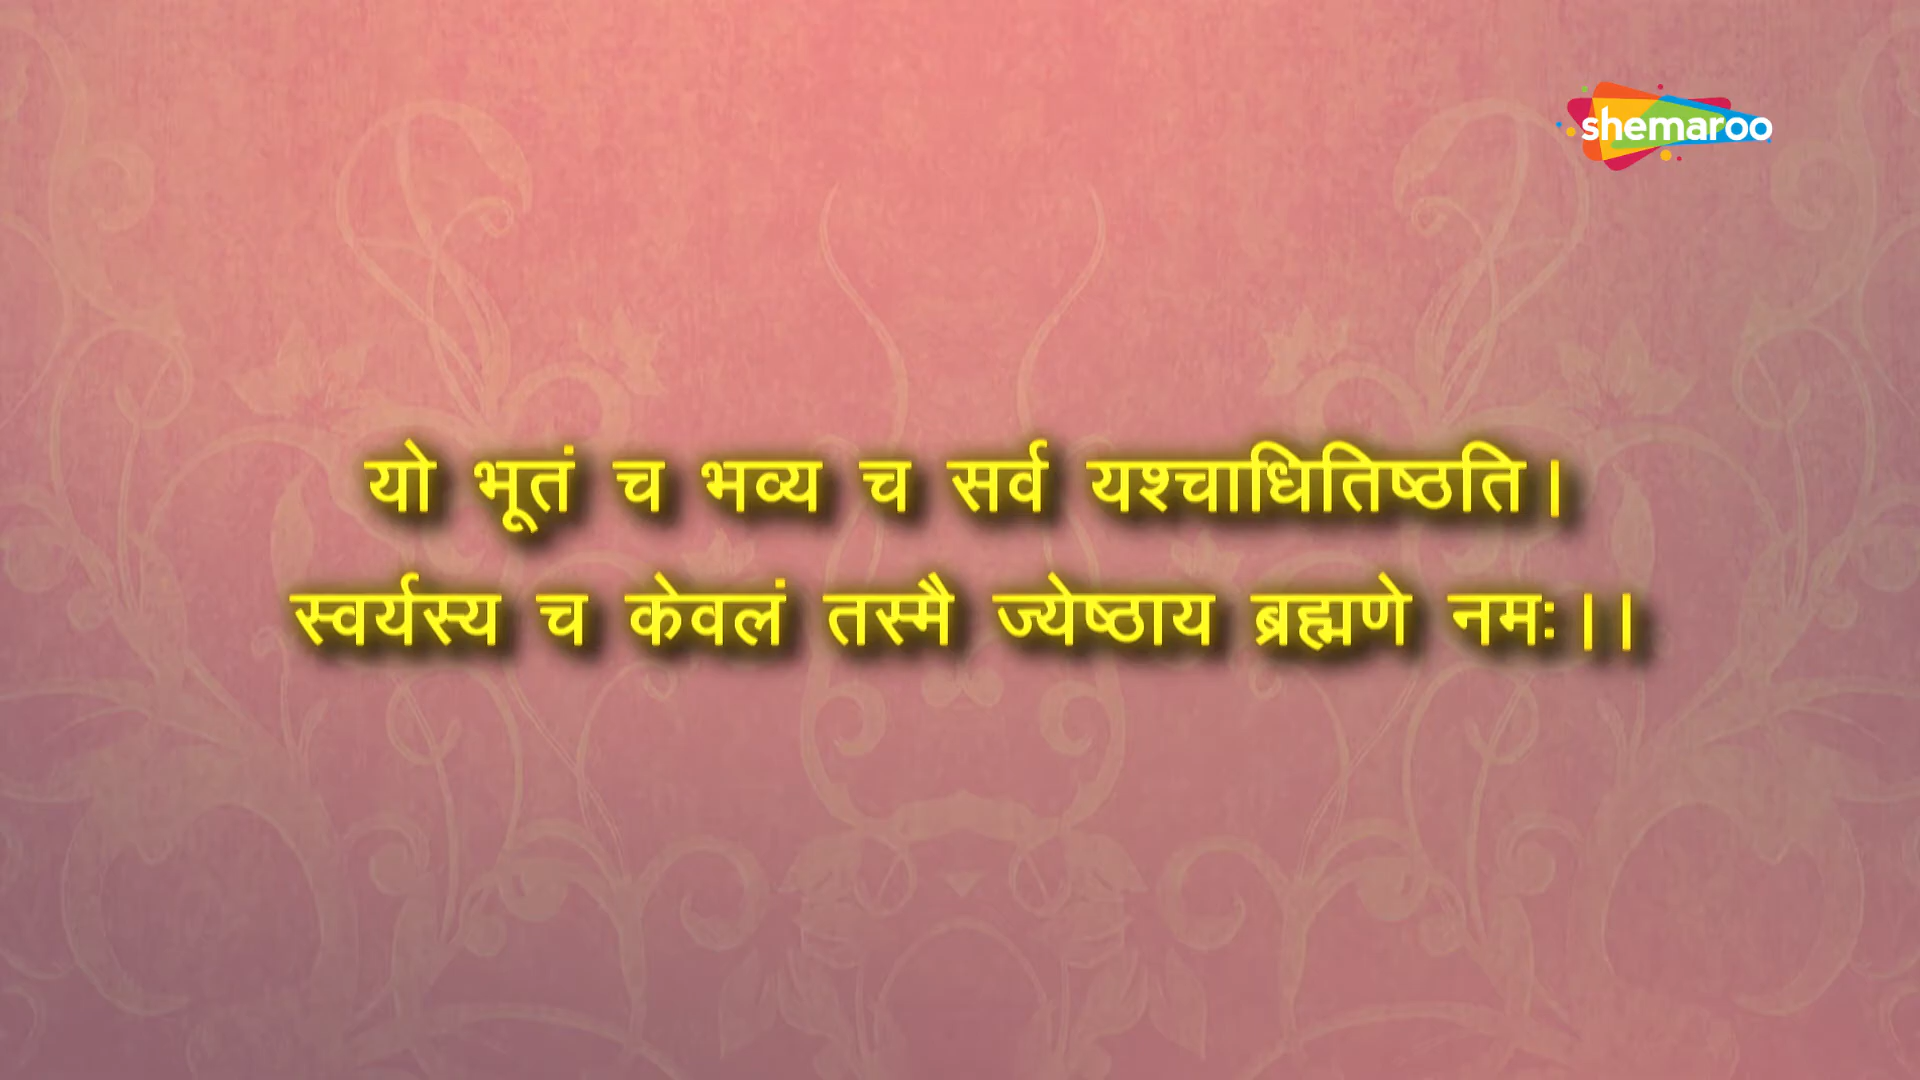 shemaroo
यो भूतं च भव्य च सर्व यश्चाधितिष्ठति।
स्वर्यस्य च केवलं तस्मै ज्येष्ठाय ब्रह्मणे नमः।।